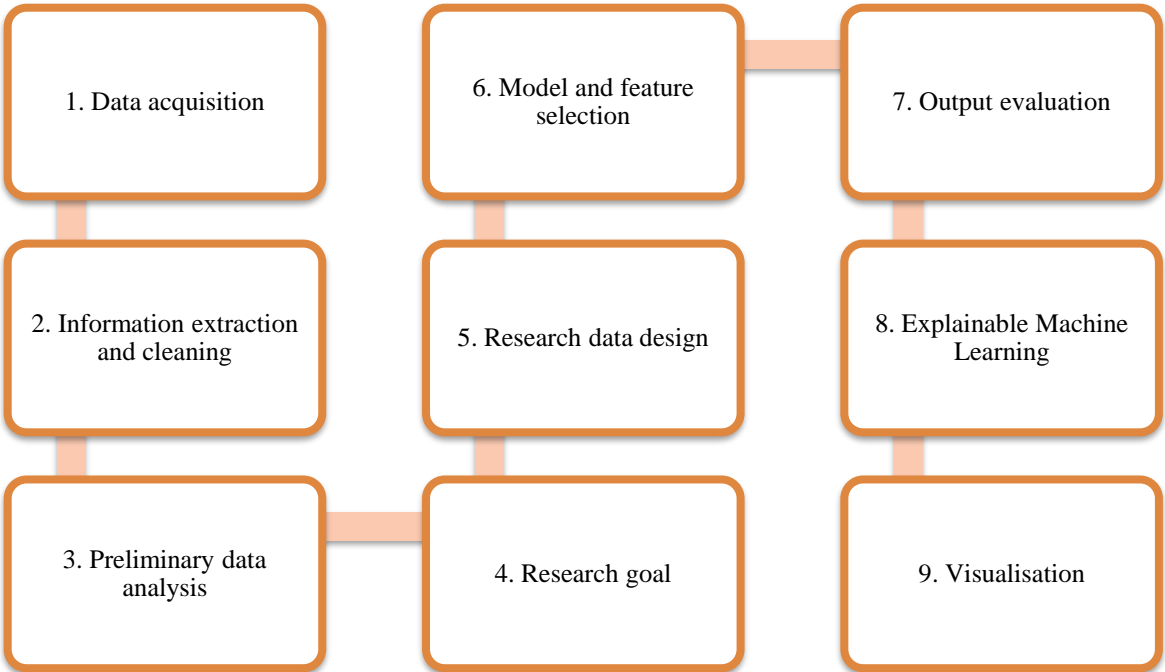 1. Data acquisition
2. Information extraction
and cleaning
3. Preliminary data
analysis
4. Research goal
5. Research data design
6. Model and feature
selection
7. Output evaluation
8. Explainable Machine
Learning
9. Visualisation